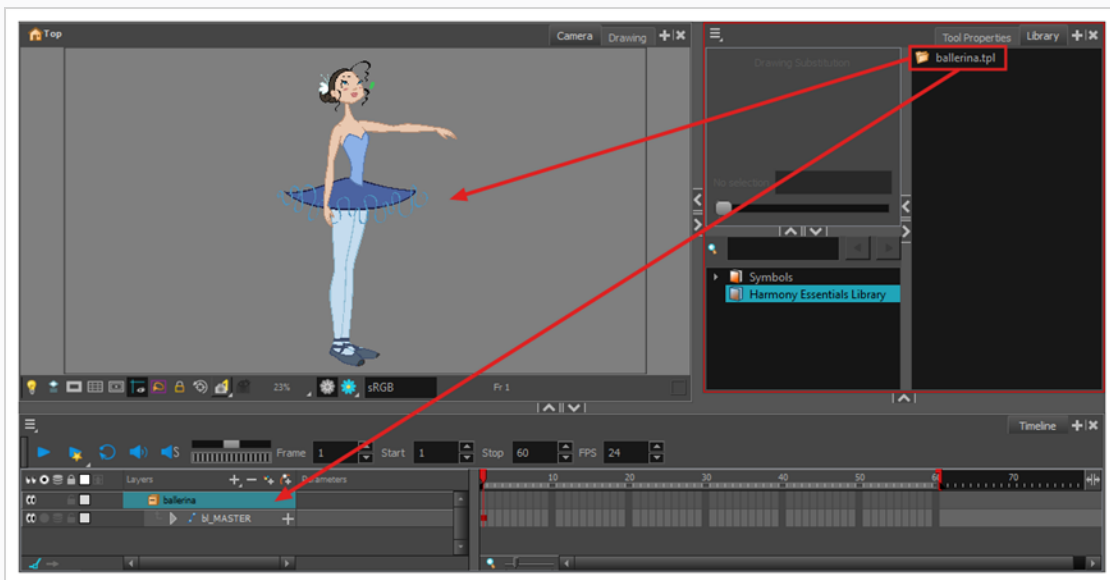 Top
Camera
Drawing
Tool Properties
Library
Drawing Substitution
ballerina.tpl
No selection
Symbols
Harmony Essentials Library
23%
sRGB
Fr 1
Timeline
S
Frame 1
Start 1
Stop 60
FPS 24
Layers
Parameters
10 20 30 40 50 60 70
ballerina
bl_MASTER